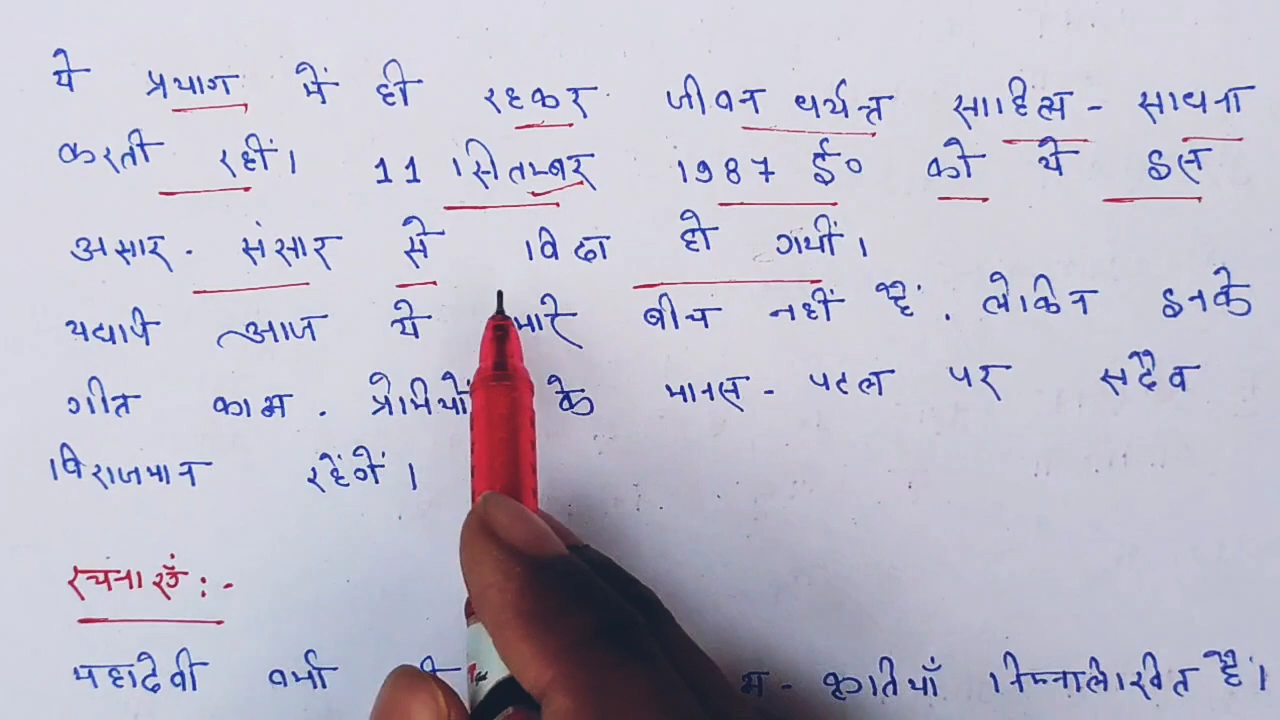 ये प्रयाग में ही रहकर जीवन पर्यन्त साहित्य - साधना
करती रहीं। 11 सितम्बर 1987 ई० को ये इस
असार - संसार से विदा हो गयीं।
यद्यपि आज ये मारे बीच नहीं हैं, लेकिन इनके
गीत काव्य - प्रेमियों के मानस - पटल पर सदैव
विराजमान रहेंगें।
रचनाएँ :-
महादेवी वर्मा - कृतियाँ निम्नलिखित हैं।